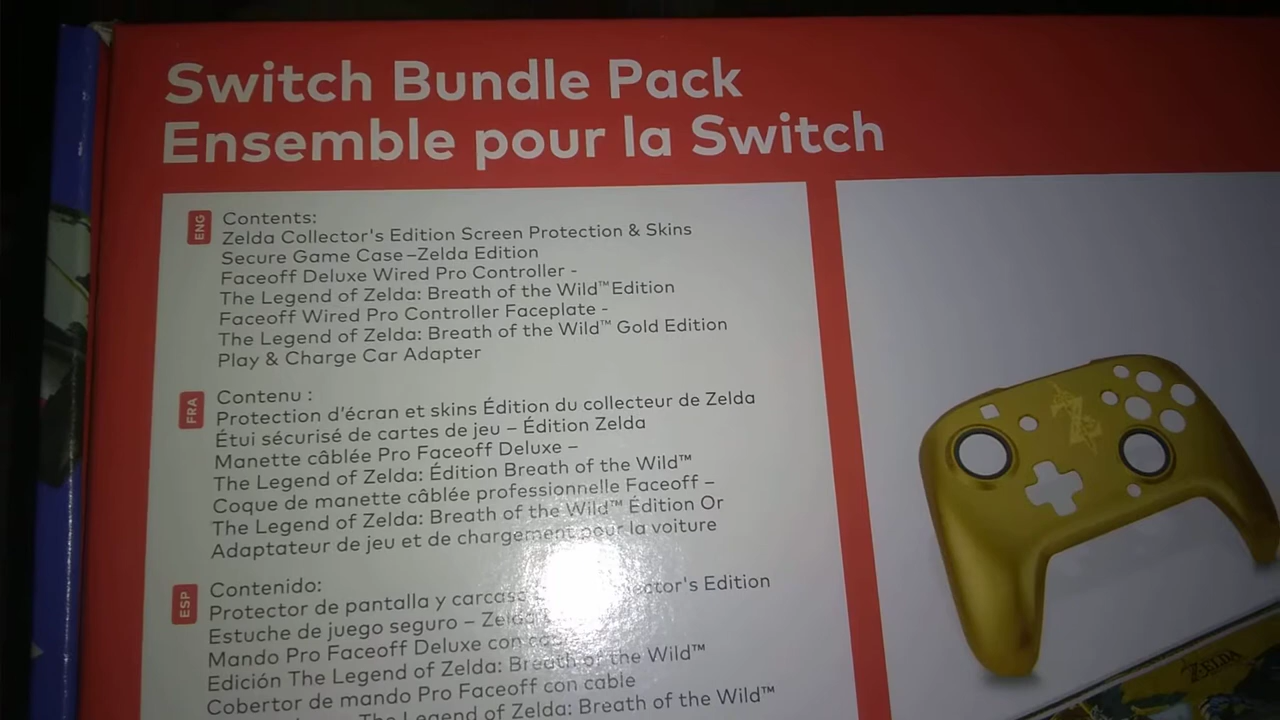 Switch Bundle Pack
Ensemble pour la Switch
ENG
Contents:
Zelda Collector's Edition Screen Protection & Skins
Secure Game Case –Zelda Edition
Faceoff Deluxe Wired Pro Controller -
The Legend of Zelda: Breath of the Wild™ Edition
Faceoff Wired Pro Controller Faceplate -
The Legend of Zelda: Breath of the Wild™ Gold Edition
Play & Charge Car Adapter
FRA
Contenu :
Protection d'écran et skins Édition du collecteur de Zelda
Étui sécurisé de cartes de jeu – Édition Zelda
Manette câblée Pro Faceoff Deluxe –
The Legend of Zelda: Édition Breath of the Wild™
Coque de manette câblée professionnelle Faceoff –
The Legend of Zelda: Breath of the Wild™ Édition Or
Adaptateur de jeu et de chargement pour la voiture
ESP
Contenido:
Protector de pantalla y Edition
Estuche de juego seguro –
Mando Pro Faceoff Deluxe con
Edición The Legend of Zelda: Breath of the Wild™
Cobertor de mando Pro Faceoff con cable
The Legend of Zelda: Breath of the Wild™
ZELDA